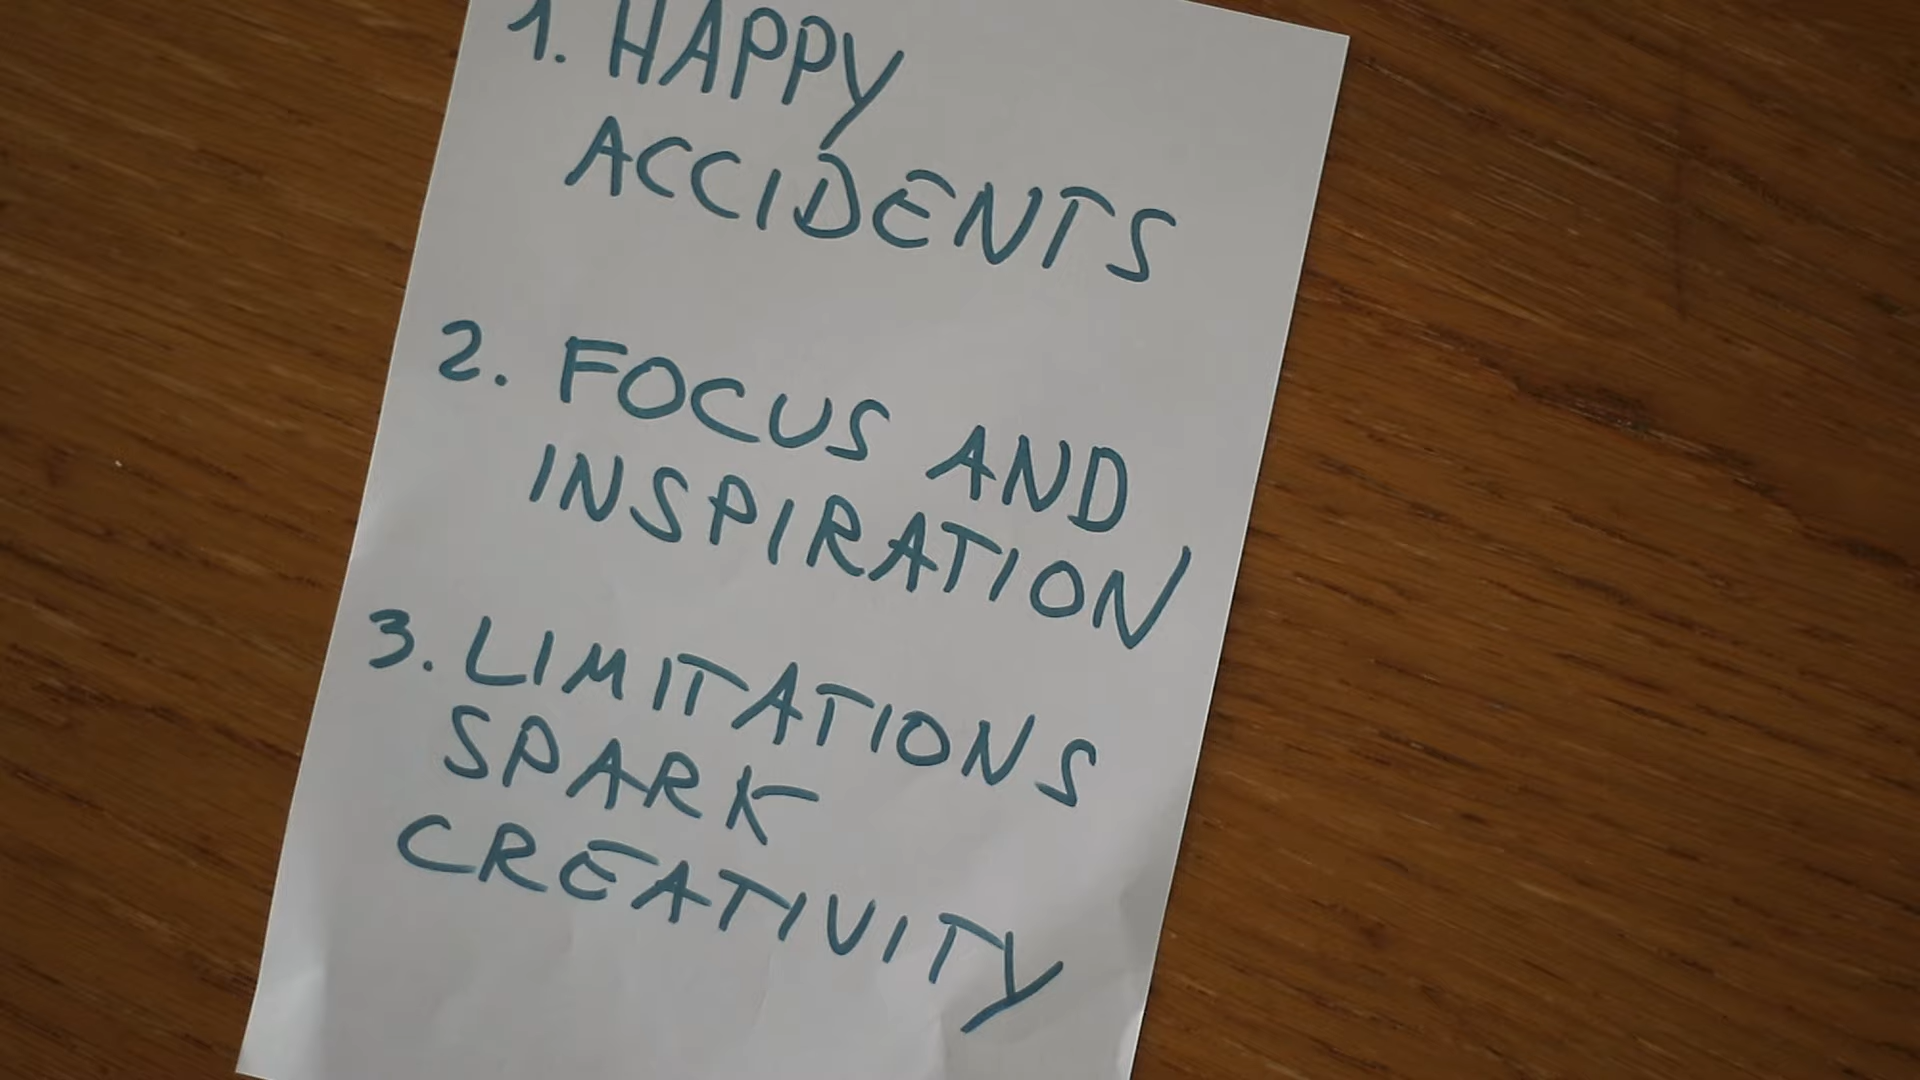 1. HAPPY
ACCIDENTS
2. FOCUS AND
INSPIRATION
3. LIMITATIONS
SPARK
CREATIVITY